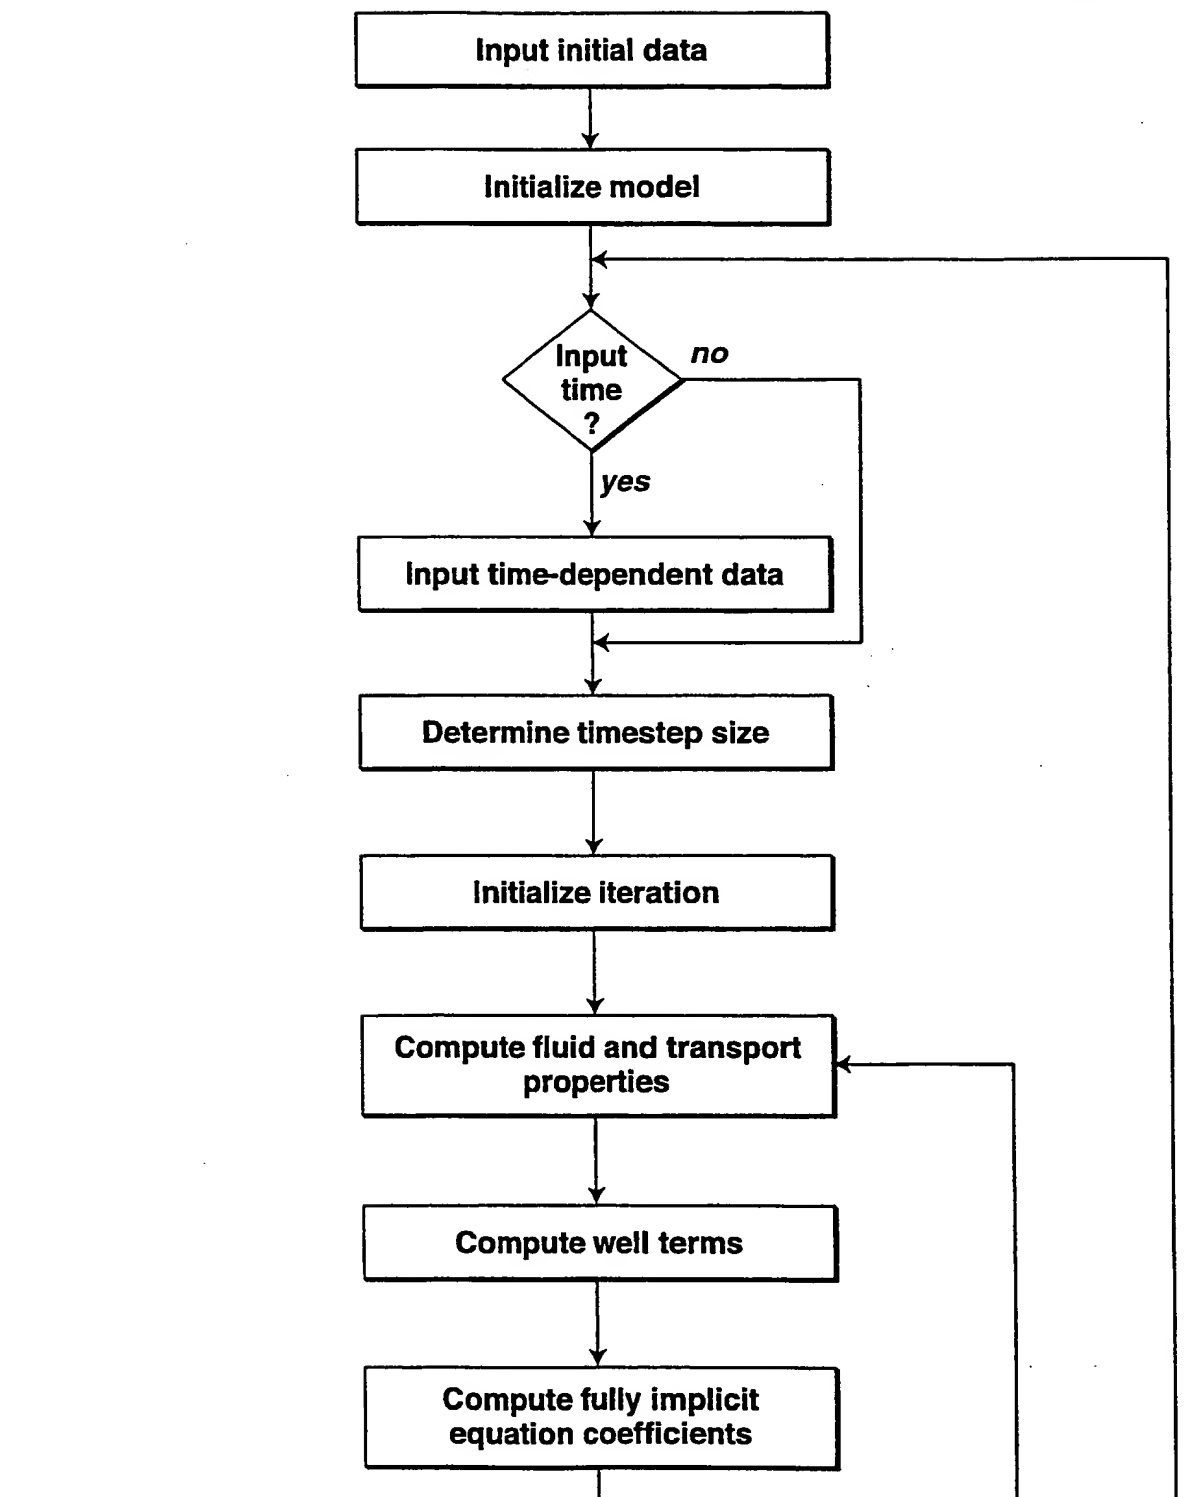 Input initial data
Initialize model
Input
time
?
no
yes
Input time-dependent data
Determine timestep size
Initialize iteration
Compute fluid and transport
properties
Compute well terms
Compute fully implicit
equation coefficients